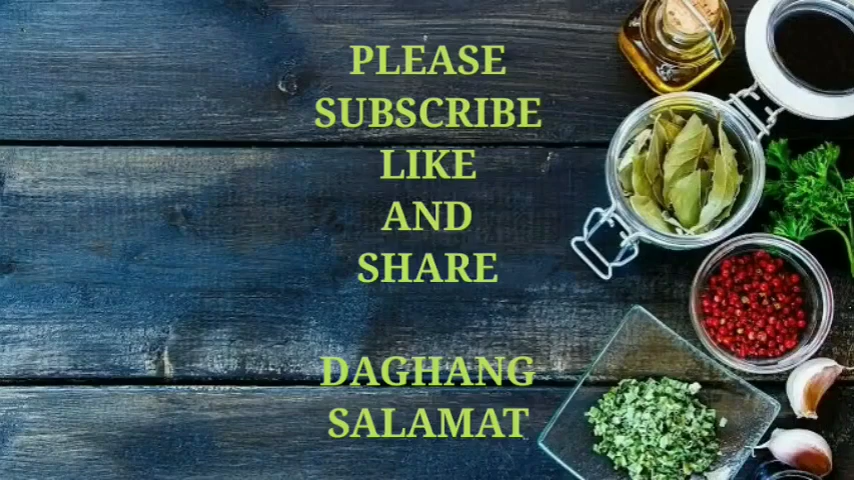 PLEASE
SUBSCRIBE
LIKE
AND
SHARE
DAGHANG
SALAMAT